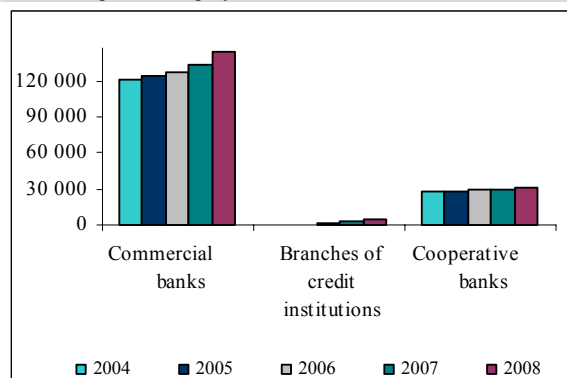 120 000
90 000
60 000
30 000
0
Commercial banks
Branches of credit institutions
Cooperative banks
2004 2005 2006 2007 2008